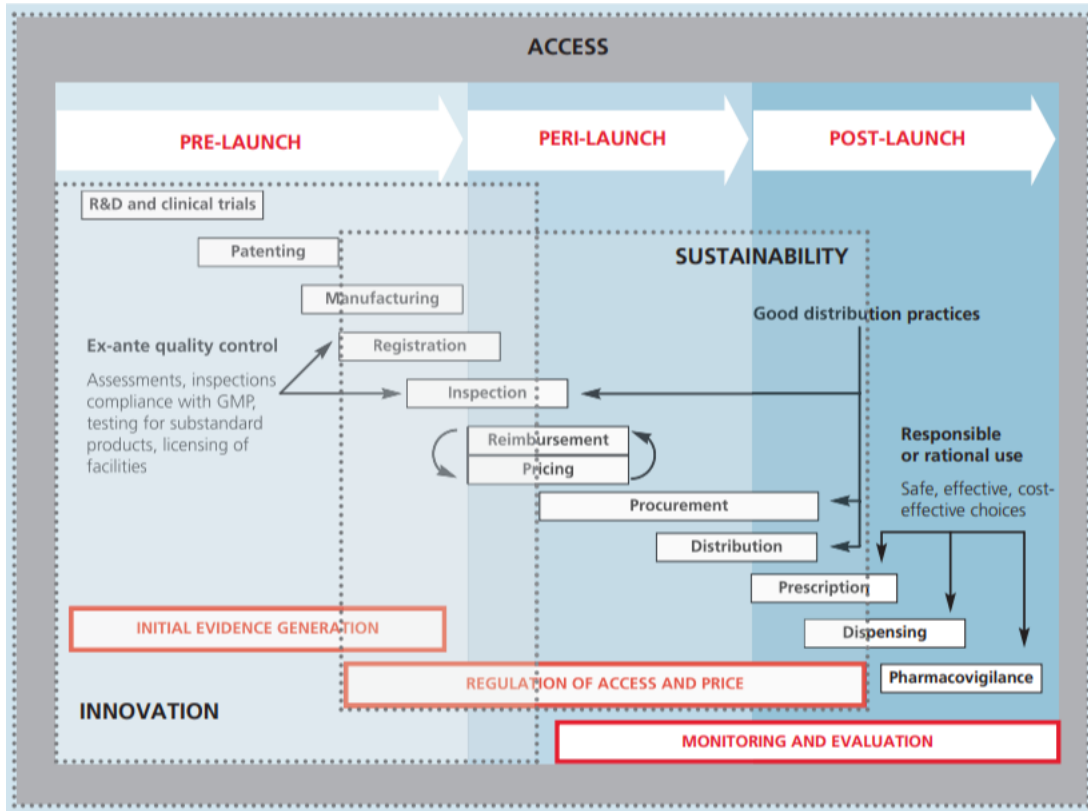 ACCESS
PRE-LAUNCH
PERI-LAUNCH
POST-LAUNCH
R&D and clinical trials
Patenting
SUSTAINABILITY
Manufacturing
Good distribution practices
Ex-ante quality control
Registration
Assessments, inspections
compliance with GMP,
testing for substandard
products, licensing of
facilities
Inspection
Reimbursement
Pricing
Responsible
or rational use
Safe, effective, cost-
effective choices
Procurement
Distribution
Prescription
INITIAL EVIDENCE GENERATION
Dispensing
REGULATION OF ACCESS AND PRICE
Pharmacovigilance
INNOVATION
MONITORING AND EVALUATION